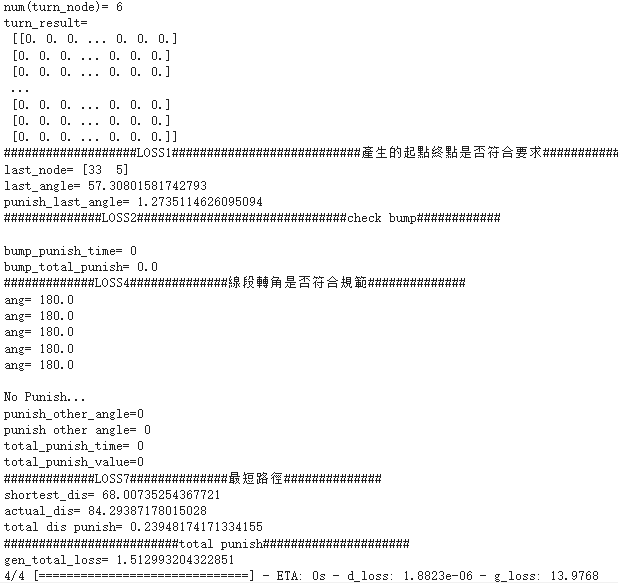 num(turn_node)= 6
turn_result=
[[0. 0. 0. ... 0. 0. 0.]
[0. 0. 0. ... 0. 0. 0.]
[0. 0. 0. ... 0. 0. 0.]
...
[0. 0. 0. ... 0. 0. 0.]
[0. 0. 0. ... 0. 0. 0.]
[0. 0. 0. ... 0. 0. 0.]]
###################LOSS1###########################產生的起點終點是否符合要求###########
last_node= [33  5]
last_angle= 57.30801581742793
punish_last_angle= 1.2735114626095094
##############LOSS2##############################check bump############
bump_punish_time= 0
bump_total_punish= 0.0
#############LOSS4##############線段轉角是否符合規範##############
ang= 180.0
ang= 180.0
ang= 180.0
ang= 180.0
ang= 180.0
No Punish...
punish_other_angle=0
punish other angle= 0
total_punish_time= 0
total_punish_value=0
#############LOSS7##############最短路徑##############
shortest_dis= 68.00735254367721
actual_dis= 84.29387178015028
total dis punish= 0.23948174171334155
#########################total punish#####################
gen_total_loss= 1.512993204322851
4/4 [==============================] - ETA: 0s - d_loss: 1.8823e-06 - g_loss: 13.9768